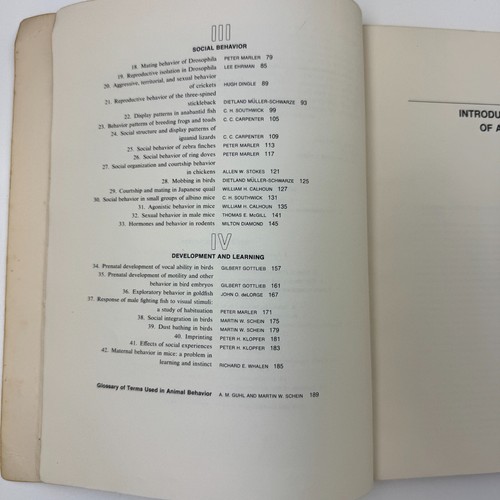 III
SOCIAL BEHAVIOR
18. Mating behavior of Drosophila PETER MARLER 79
19. Reproductive isolation in Drosophila LEE EHRMAN 85
20. Aggressive, territorial, and sexual behavior
of crickets HUGH DINGLE 89
21. Reproductive behavior of the three-spined
stickleback DIETLAND MÜLLER-SCHWARZE 93
22. Display patterns in anabantid fish C. H. SOUTHWICK 99
23. Behavior patterns of breeding frogs and toads C. C. CARPENTER 105
24. Social structure and display patterns of
iguanid lizards C. C. CARPENTER 109
25. Social behavior of zebra finches PETER MARLER 113
26. Social behavior of ring doves PETER MARLER 117
27. Social organization and courtship behavior
in chickens ALLEN W. STOKES 121
28. Mobbing in birds DIETLAND MÜLLER-SCHWARZE 125
29. Courtship and mating in Japanese quail WILLIAM H. CALHOUN 127
30. Social behavior in small groups of albino mice C. H. SOUTHWICK 131
31. Agonistic behavior in mice WILLIAM H. CALHOUN 135
32. Sexual behavior in male mice THOMAS E. McGILL 141
33. Hormones and behavior in rodents MILTON DIAMOND 145
IV
DEVELOPMENT AND LEARNING
34. Prenatal development of vocal ability in birds GILBERT GOTTLIEB 157
35. Prenatal development of motility and other
behavior in bird embryos GILBERT GOTTLIEB 161
36. Exploratory behavior in goldfish JOHN O. deLORGE 167
37. Response of male fighting fish to visual stimuli:
a study of habituation PETER MARLER 171
38. Social integration in birds MARTIN W. SCHEIN 175
39. Dust bathing in birds MARTIN W. SCHEIN 179
40. Imprinting PETER H. KLOPFER 181
41. Effects of social experiences PETER H. KLOPFER 183
42. Maternal behavior in mice: a problem in
learning and instinct RICHARD E. WHALEN 185
Glossary of Terms Used in Animal Behavior A. M. GUHL AND MARTIN W. SCHEIN 189
INTRODU
OF A